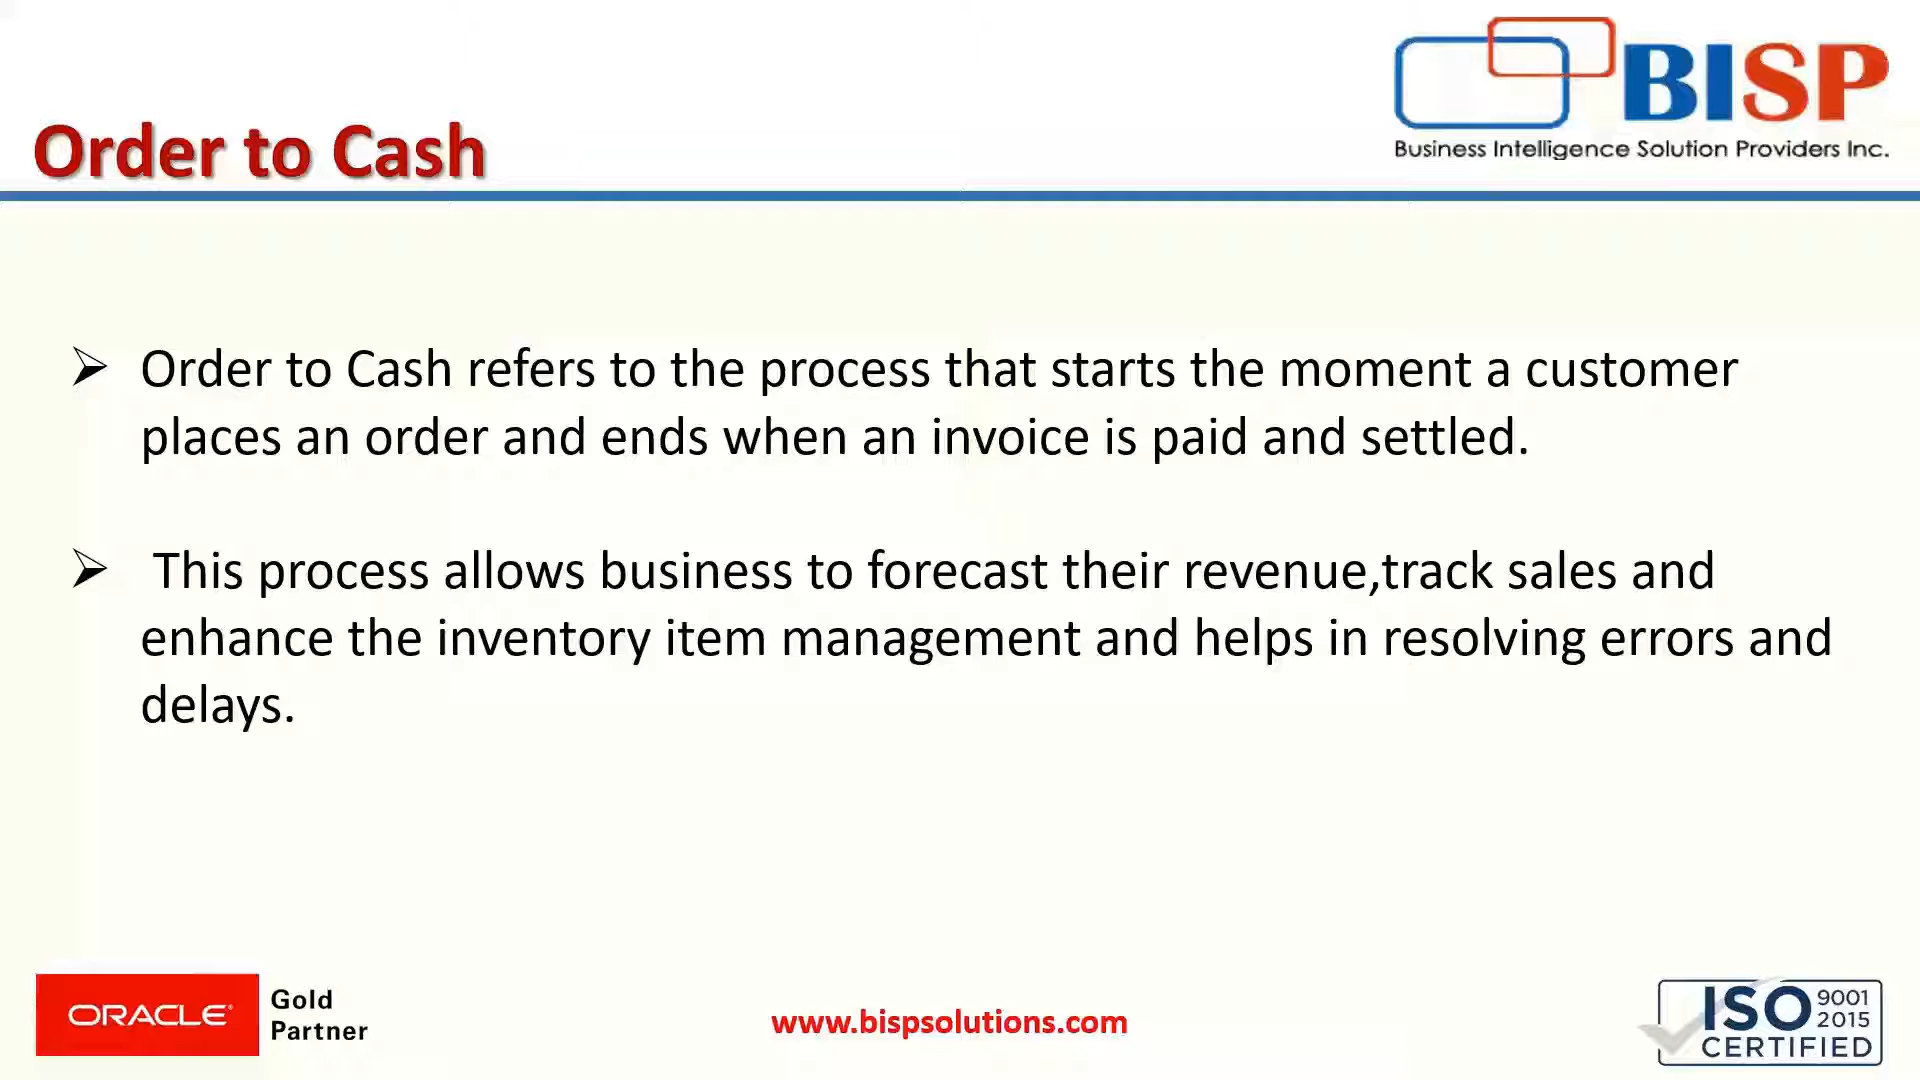 BISP
Business Intelligence Solution Providers Inc.
Order to Cash
➢ Order to Cash refers to the process that starts the moment a customer
places an order and ends when an invoice is paid and settled.
➢ This process allows business to forecast their revenue,track sales and
enhance the inventory item management and helps in resolving errors and
delays.
ORACLE®
Gold
Partner
www.bispsolutions.com
ISO 9001
2015
CERTIFIED